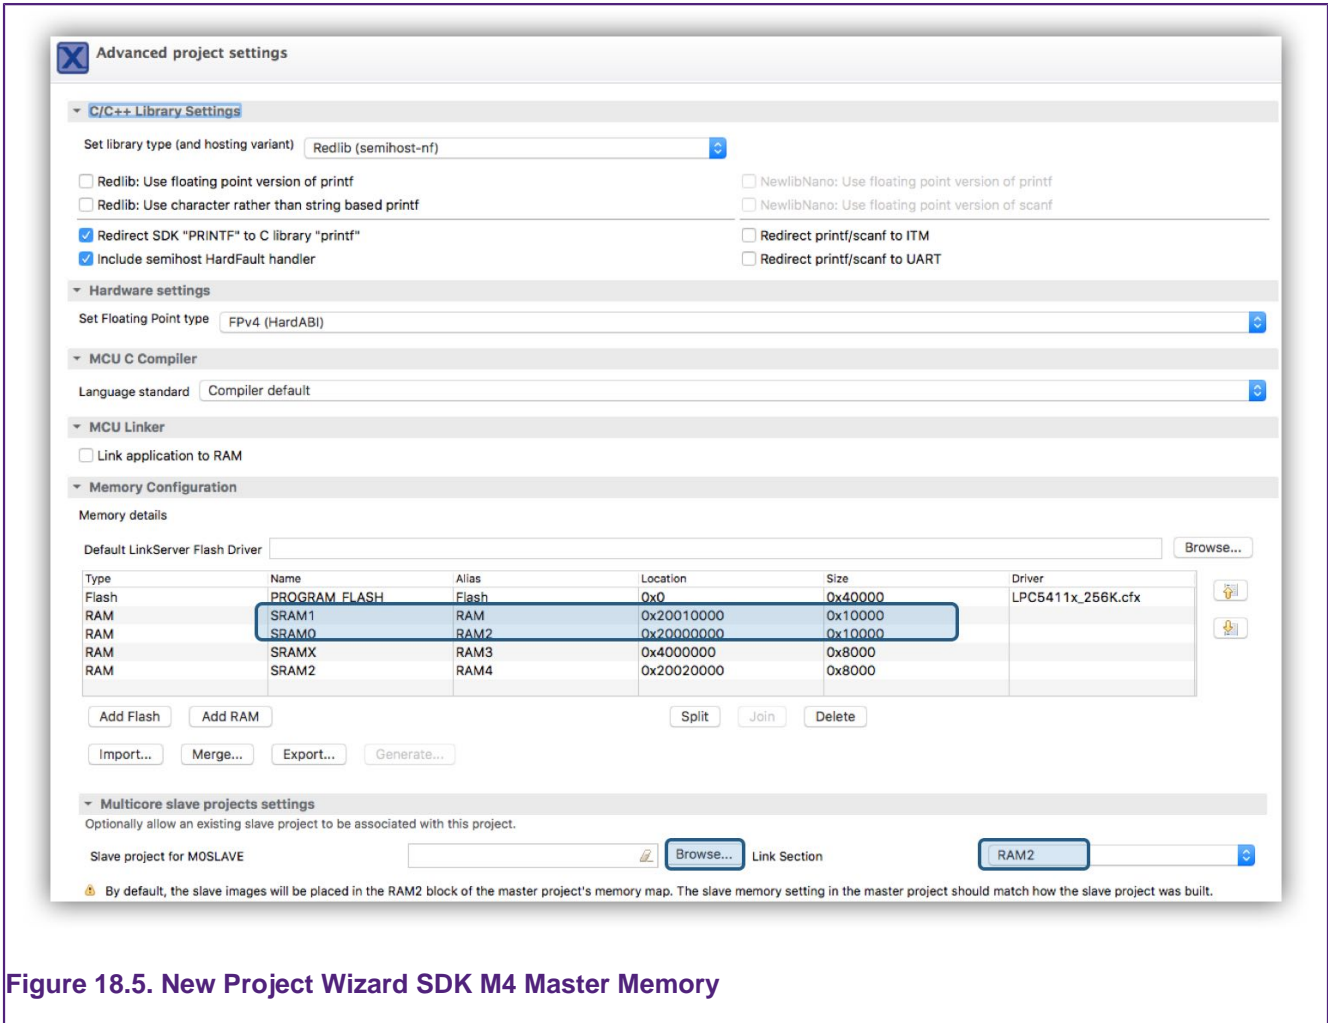 Advanced project settings
C/C++ Library Settings
Set library type (and hosting variant) Redlib (semihost-nf)
Redlib: Use floating point version of printf NewlibNano: Use floating point version of printf
Redlib: Use character rather than string based printf NewlibNano: Use floating point version of scanf
Redirect SDK "PRINTF" to C library "printf" Redirect printf/scanf to ITM
Include semihost HardFault handler Redirect printf/scanf to UART
Hardware settings
Set Floating Point type FPv4 (HardABI)
MCU C Compiler
Language standard Compiler default
MCU Linker
Link application to RAM
Memory Configuration
Memory details
Default LinkServer Flash Driver Browse...
Type Name Alias Location Size Driver
Flash PROGRAM_FLASH Flash 0x0 0x40000 LPC5411x_256K.cfx
RAM SRAM1 RAM 0x20010000 0x10000
RAM SRAM0 RAM2 0x20000000 0x10000
RAM SRAMX RAM3 0x4000000 0x8000
RAM SRAM2 RAM4 0x20020000 0x8000
Add Flash Add RAM Split Join Delete
Import... Merge... Export... Generate...
Multicore slave projects settings
Optionally allow an existing slave project to be associated with this project.
Slave project for M0SLAVE Browse... Link Section RAM2
By default, the slave images will be placed in the RAM2 block of the master project's memory map. The slave memory setting in the master project should match how the slave project was built.
Figure 18.5. New Project Wizard SDK M4 Master Memory